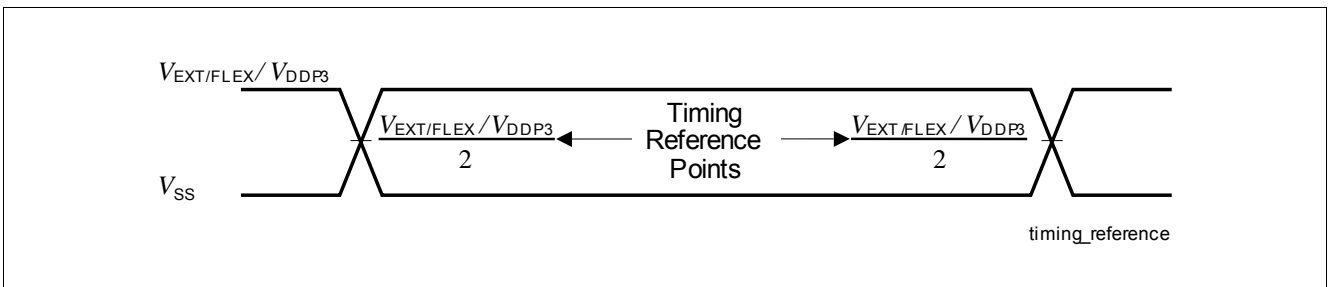 VEXT/FLEX / VDDP3
VEXT/FLEX / VDDP3
2
Timing
Reference
Points
VEXT/FLEX / VDDP3
2
VSS
timing_reference